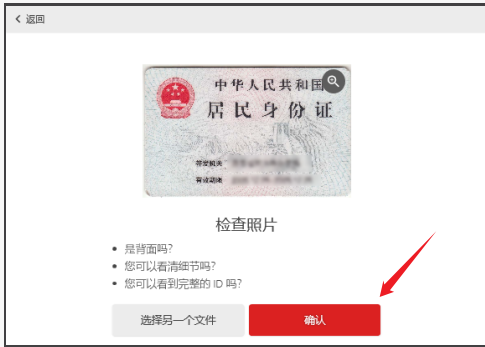 返回
中华人民共和国
居民身份证
签发机关
有效期限
检查照片
是背面吗?
您可以看清细节吗?
您可以看到完整的 ID 吗?
选择另一个文件
确认